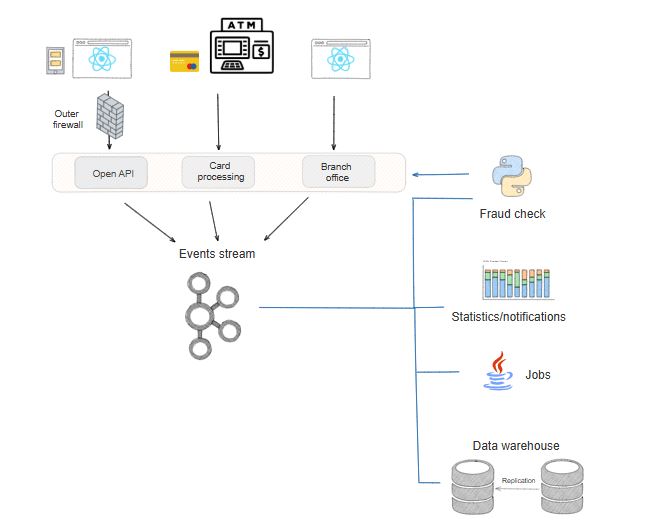 ATM
$
Outer
firewall
Open API
Card
processing
Branch
office
Fraud check
Events stream
Statistics/notifications
Jobs
Data warehouse
Replication